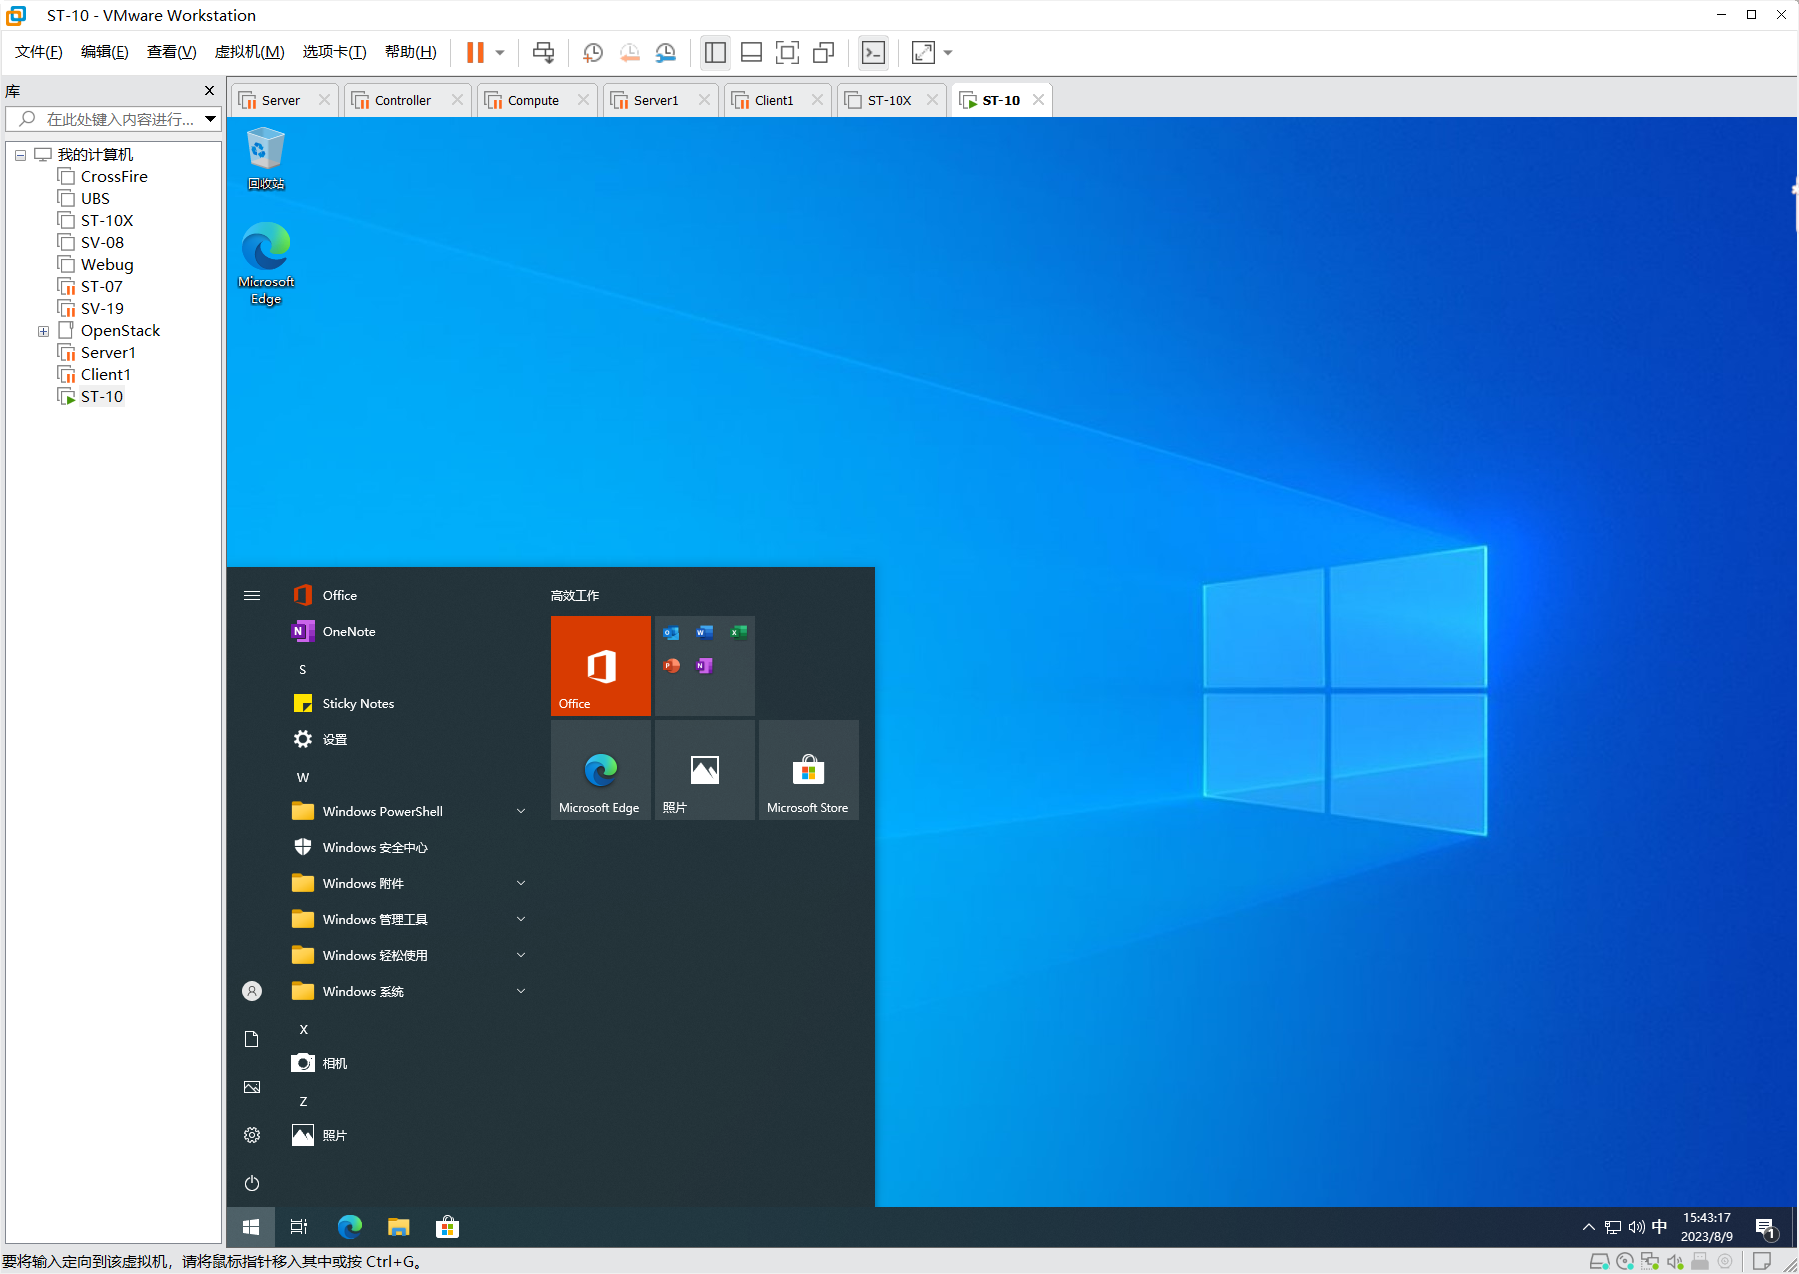 ST-10 - VMware Workstation
文件(F) 编辑(E) 查看(V) 虚拟机(M) 选项卡(T) 帮助(H)
库
在此处键入内容进行...
我的计算机
CrossFire
UBS
ST-10X
SV-08
Webug
ST-07
SV-19
OpenStack
Server1
Client1
ST-10
Server Controller Compute Server1 Client1 ST-10X ST-10
回收站
Microsoft
Edge
Office
OneNote
S
Sticky Notes
设置
W
Windows PowerShell
Windows 安全中心
Windows 附件
Windows 管理工具
Windows 轻松使用
Windows 系统
X
相机
Z
照片
高效工作
Office
Microsoft Edge
照片
Microsoft Store
中
15:43:17
2023/8/9
1
要将输入定向到该虚拟机，请将鼠标指针移入其中或按 Ctrl+G。